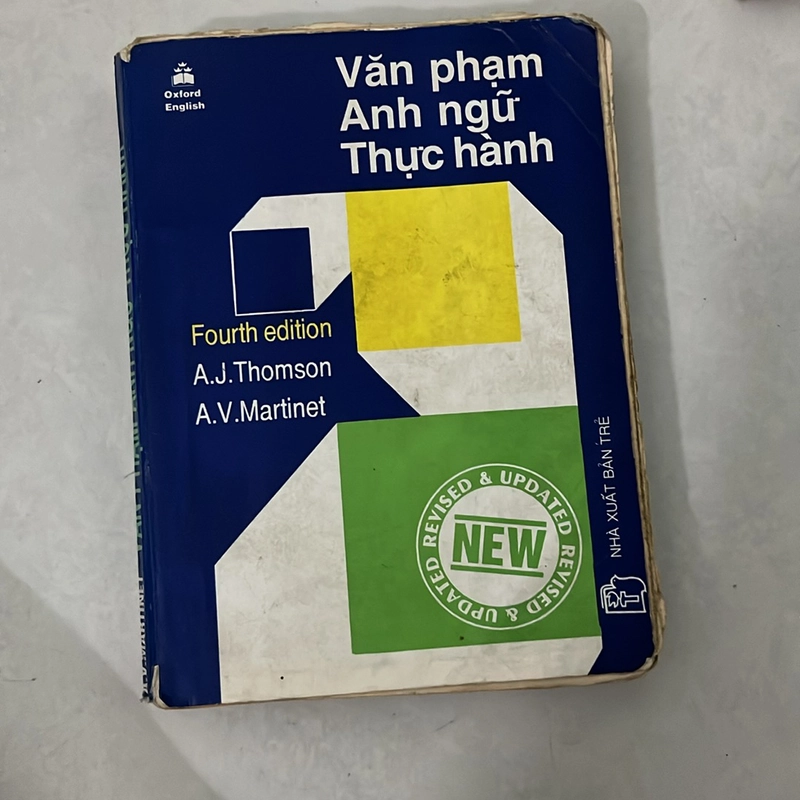 Oxford
English
Văn phạm
Anh ngữ
Thực hành
Fourth edition
A.J.Thomson
A.V.Martinet
REVISED & UPDATED REVISED & UPDATED
NEW
NHÀ XUẤT BẢN TRẺ
T